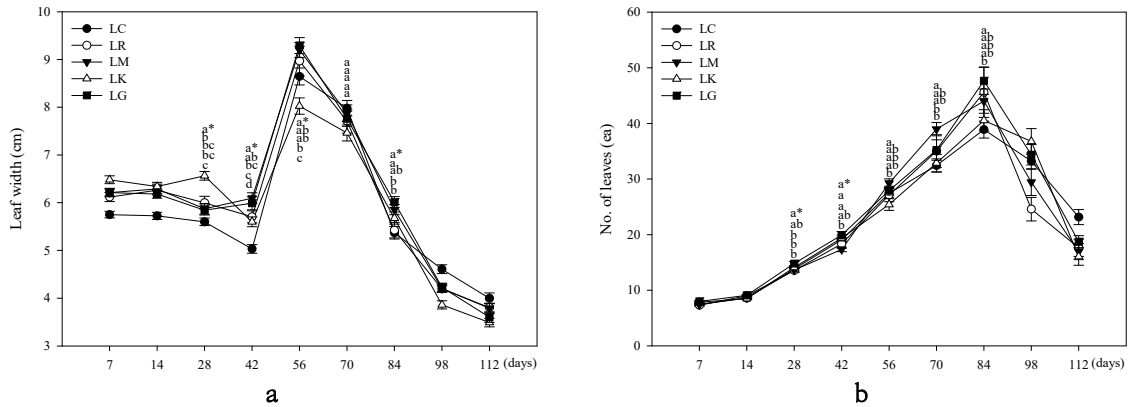 10
9
8
7
6
5
4
3
Leaf width (cm)
LC
LR
LM
LK
LG
a*
b
bc
bc
c
a*
ab
bc
c
d
a*
ab
ab
b
c
a
a
a
a
a
a*
a
ab
b
b
7 14 28 42 56 70 84 98 112 (days)
a
60
50
40
30
20
10
0
No. of leaves (ea)
LC
LR
LM
LK
LG
a*
ab
b
b
b
a*
a
a
ab
b
a
ab
ab
ab
b
a
ab
ab
b
b
a
ab
ab
ab
b
7 14 28 42 56 70 84 98 112 (days)
b